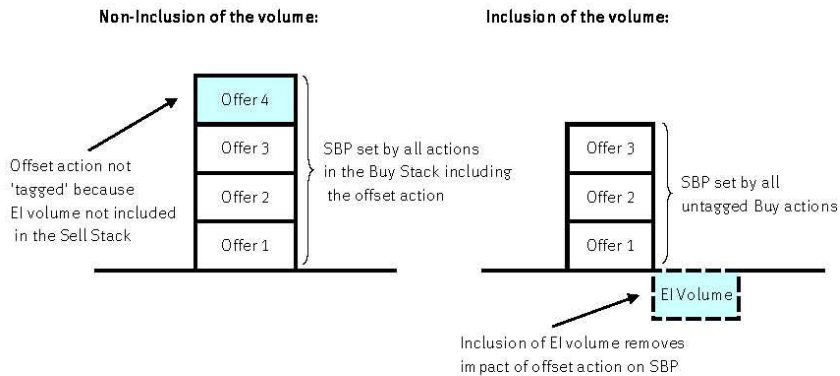 Non-Inclusion of the volume:
Offer 4
Offer 3
Offer 2
Offer 1
Offset action not
'tagged' because
EI volume not included
in the Sell Stack
SBP set by all actions
in the Buy Stack including
the offset action
Inclusion of the volume:
Offer 3
Offer 2
Offer 1
SBP set by all
untagged Buy actions
EI Volume
Inclusion of EI volume removes
impact of offset action on SBP